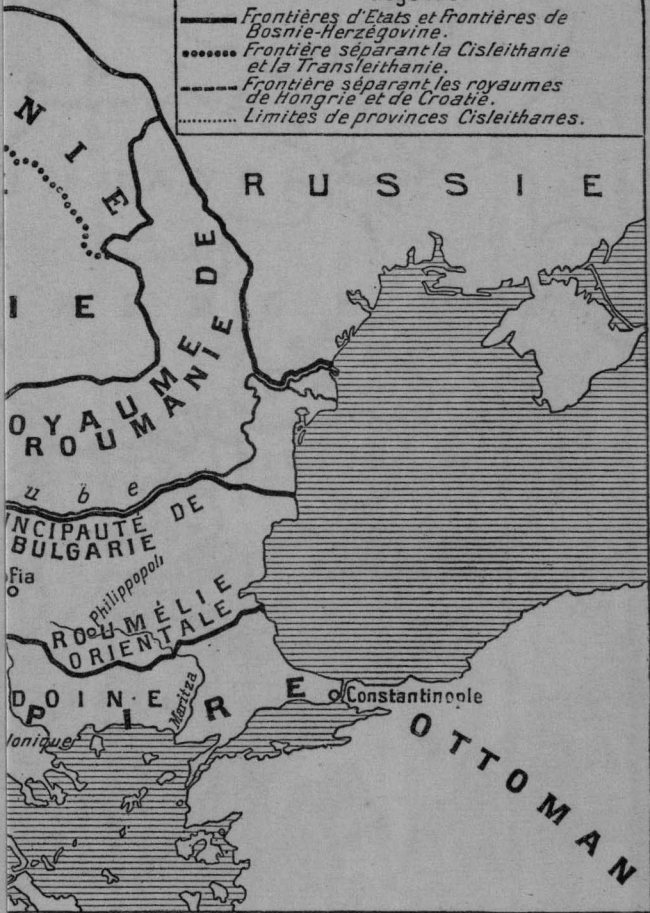 Frontières d'Etats et Frontières de
Bosnie-Herzégovine.
Frontière séparant la Cisleithanie
et la Transleithanie.
Frontière séparant les royaumes
de Hongrie et de Croatie.
Limites de provinces Cisleithanes.
NIE
RUSSIE
IE
OYAUME DE
ROUMANIE
ube
INCIPAUTÉ DE
BULGARIE
fia
Philippopoli
ROUMÉLIE
ORIENTALE
DOINE
Maritza
PIRE
Constantinople
lonique
OTTOMAN